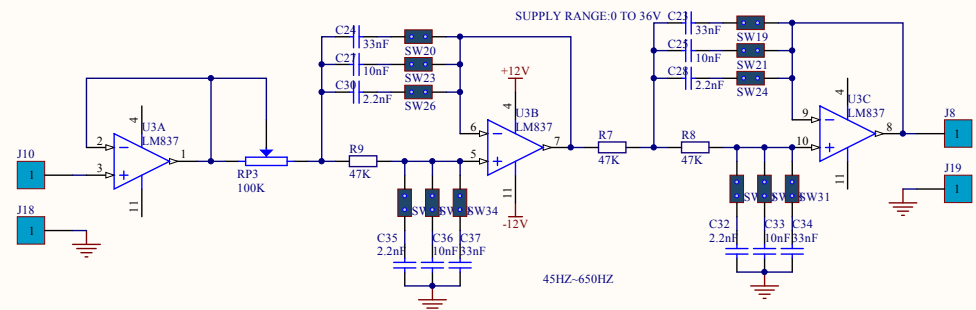 SUPPLY RANGE:0 TO 36V
C24
33nF
SW20
C27
10nF
SW23
C30
2.2nF
SW26
C23
33nF
SW19
C25
10nF
SW21
C28
2.2nF
SW24
+12V
4
U3A
LM837
2
3
1
11
J10
1
J18
1
RP3
100K
R9
47K
4
U3B
LM837
6
5
7
11
-12V
R7
47K
R8
47K
4
U3C
LM837
9
10
8
11
J8
1
J19
1
SW
SW34
C35
2.2nF
C36
10nF
C37
33nF
SW
SW31
C32
2.2nF
C33
10nF
C34
33nF
45HZ~650HZ